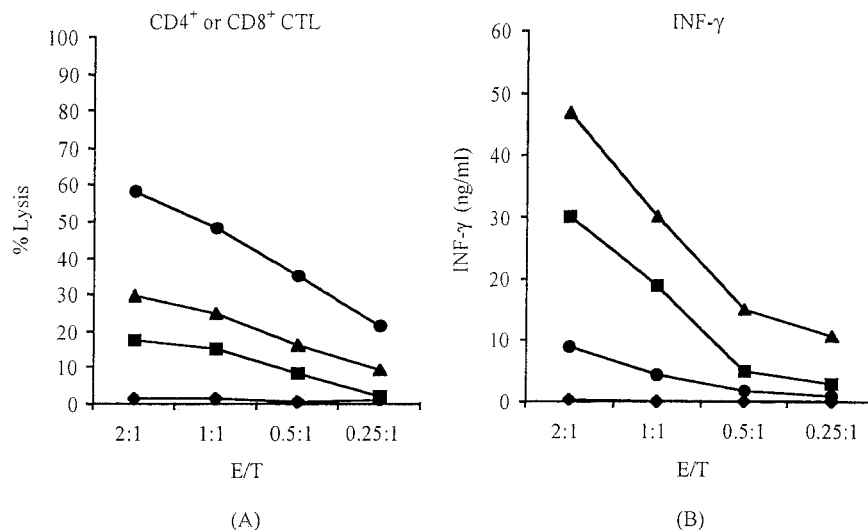 CD4⁺ or CD8⁺ CTL
100
90
80
70
60
50
40
30
20
10
0
% Lysis
2:1 1:1 0.5:1 0.25:1
E/T
(A)
INF-γ
60
50
40
30
20
10
0
INF-γ (ng/ml)
2:1 1:1 0.5:1 0.25:1
E/T
(B)